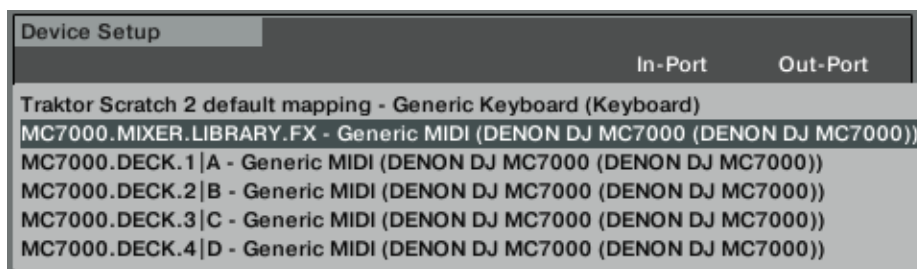 Device Setup
In-Port Out-Port
Traktor Scratch 2 default mapping - Generic Keyboard (Keyboard)
MC7000.MIXER.LIBRARY.FX - Generic MIDI (DENON DJ MC7000 (DENON DJ MC7000))
MC7000.DECK.1|A - Generic MIDI (DENON DJ MC7000 (DENON DJ MC7000))
MC7000.DECK.2|B - Generic MIDI (DENON DJ MC7000 (DENON DJ MC7000))
MC7000.DECK.3|C - Generic MIDI (DENON DJ MC7000 (DENON DJ MC7000))
MC7000.DECK.4|D - Generic MIDI (DENON DJ MC7000 (DENON DJ MC7000))